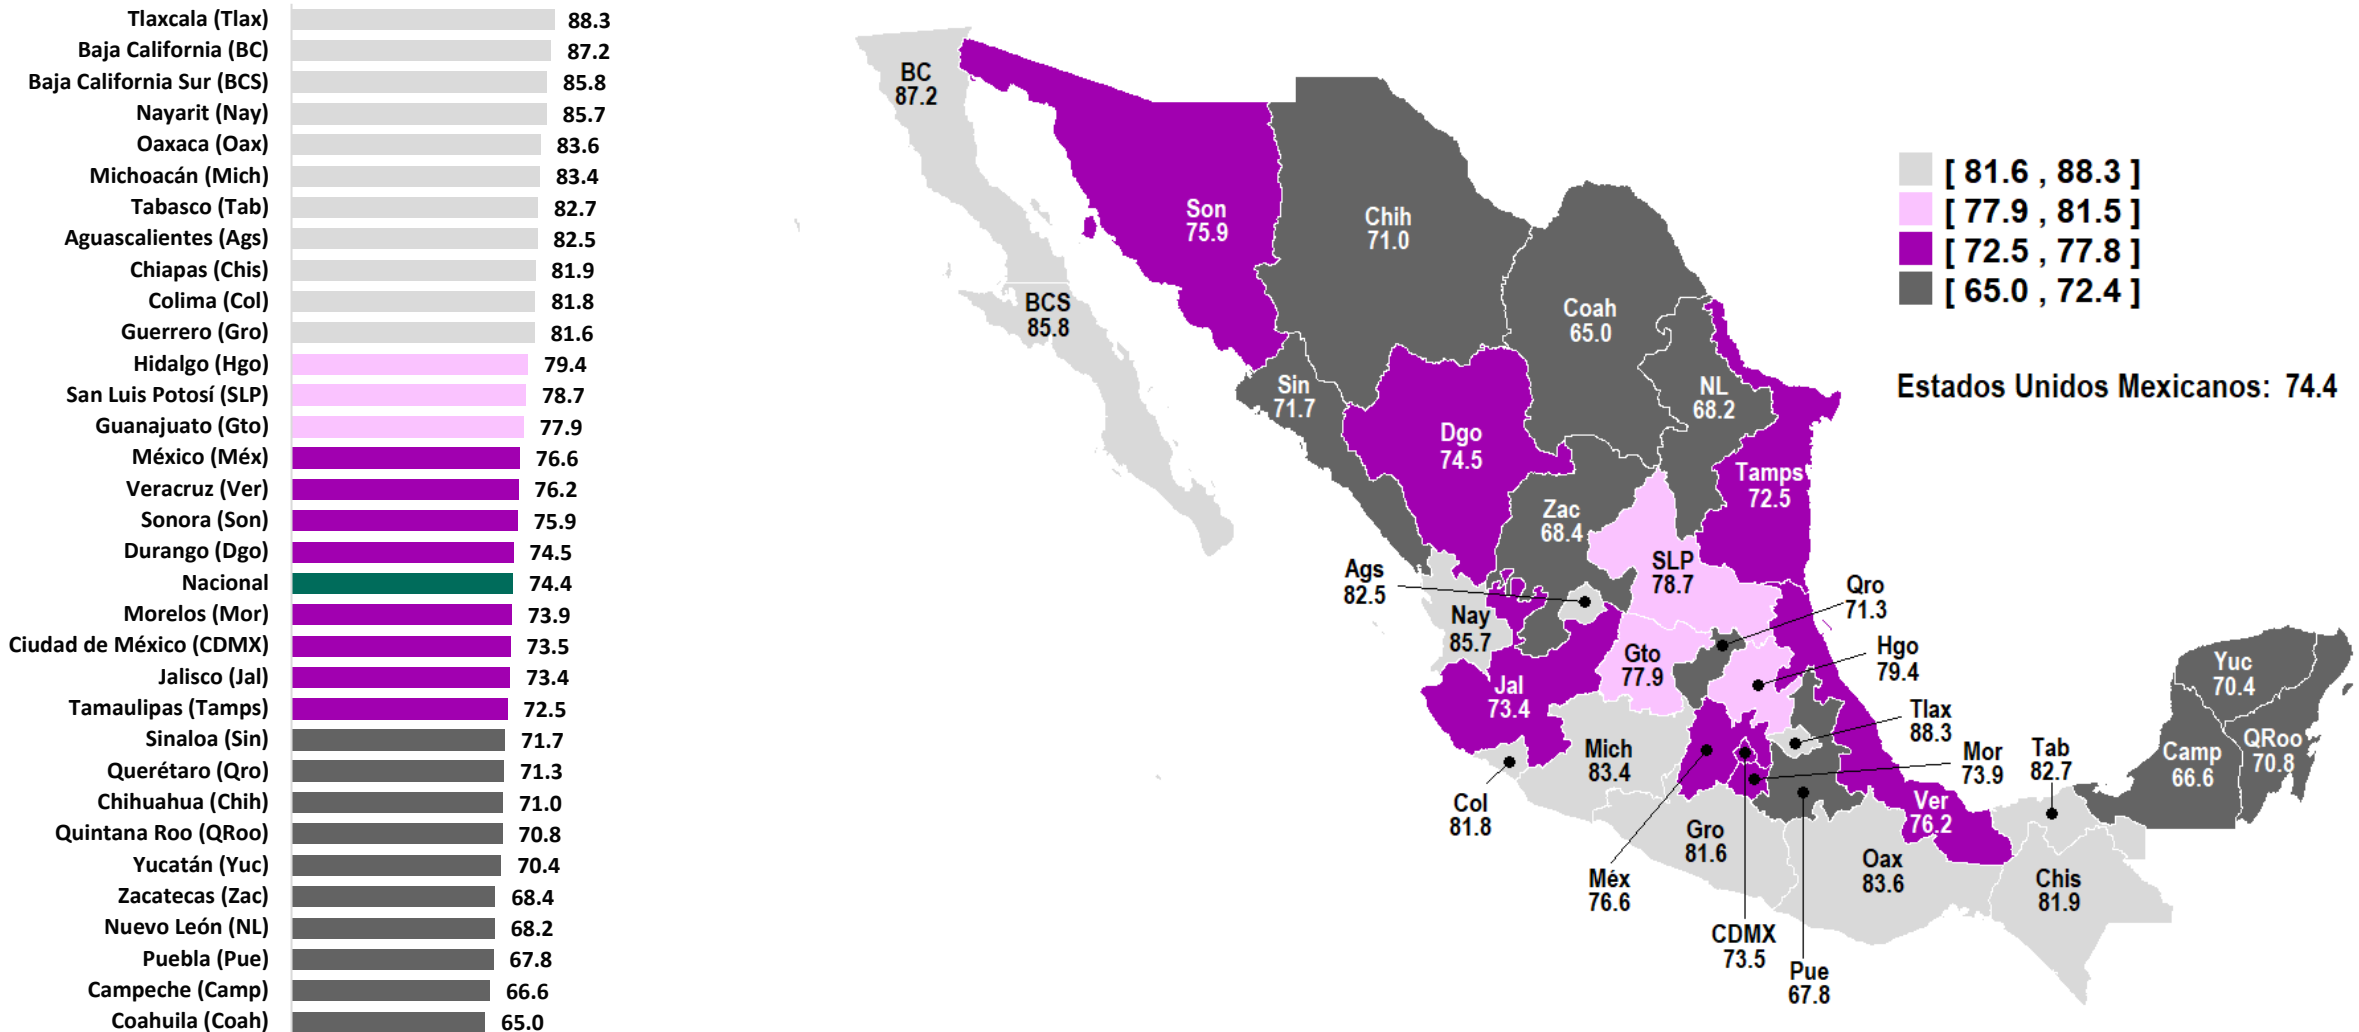 Tlaxcala (Tlax) 88.3
Baja California (BC) 87.2
Baja California Sur (BCS) 85.8
Nayarit (Nay) 85.7
Oaxaca (Oax) 83.6
Michoacán (Mich) 83.4
Tabasco (Tab) 82.7
Aguascalientes (Ags) 82.5
Chiapas (Chis) 81.9
Colima (Col) 81.8
Guerrero (Gro) 81.6
Hidalgo (Hgo) 79.4
San Luis Potosí (SLP) 78.7
Guanajuato (Gto) 77.9
México (Méx) 76.6
Veracruz (Ver) 76.2
Sonora (Son) 75.9
Durango (Dgo) 74.5
Nacional 74.4
Morelos (Mor) 73.9
Ciudad de México (CDMX) 73.5
Jalisco (Jal) 73.4
Tamaulipas (Tamps) 72.5
Sinaloa (Sin) 71.7
Querétaro (Qro) 71.3
Chihuahua (Chih) 71.0
Quintana Roo (QRoo) 70.8
Yucatán (Yuc) 70.4
Zacatecas (Zac) 68.4
Nuevo León (NL) 68.2
Puebla (Pue) 67.8
Campeche (Camp) 66.6
Coahuila (Coah) 65.0
BC
87.2
BCS
85.8
Son
75.9
Chih
71.0
Coah
65.0
NL
68.2
Sin
71.7
Dgo
74.5
Tamps
72.5
Zac
68.4
SLP
78.7
Ags
82.5
Nay
85.7
Jal
73.4
Gto
77.9
Qro
71.3
Hgo
79.4
Tlax
88.3
Mor
73.9
Tab
82.7
Mich
83.4
Col
81.8
Gro
81.6
Méx
76.6
CDMX
73.5
Pue
67.8
Ver
76.2
Oax
83.6
Chis
81.9
Yuc
70.4
Camp
66.6
QRoo
70.8
[ 81.6 , 88.3 ]
[ 77.9 , 81.5 ]
[ 72.5 , 77.8 ]
[ 65.0 , 72.4 ]
Estados Unidos Mexicanos: 74.4